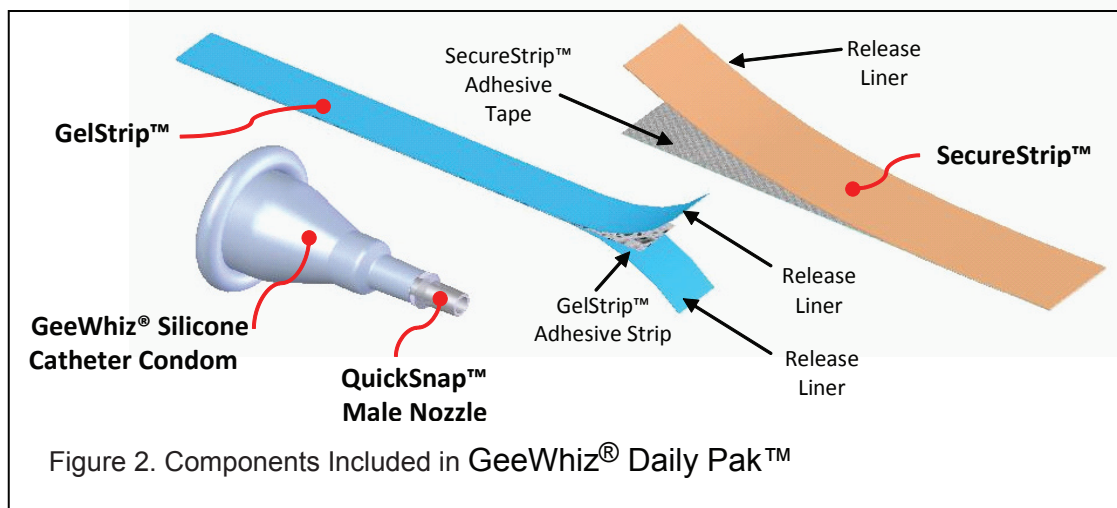 Release
Liner
SecureStrip™
Adhesive
Tape
GelStrip™
SecureStrip™
Release
Liner
GelStrip™
Adhesive Strip
GeeWhiz® Silicone
Catheter Condom
Release
Liner
QuickSnap™
Male Nozzle
Figure 2. Components Included in GeeWhiz® Daily Pak™